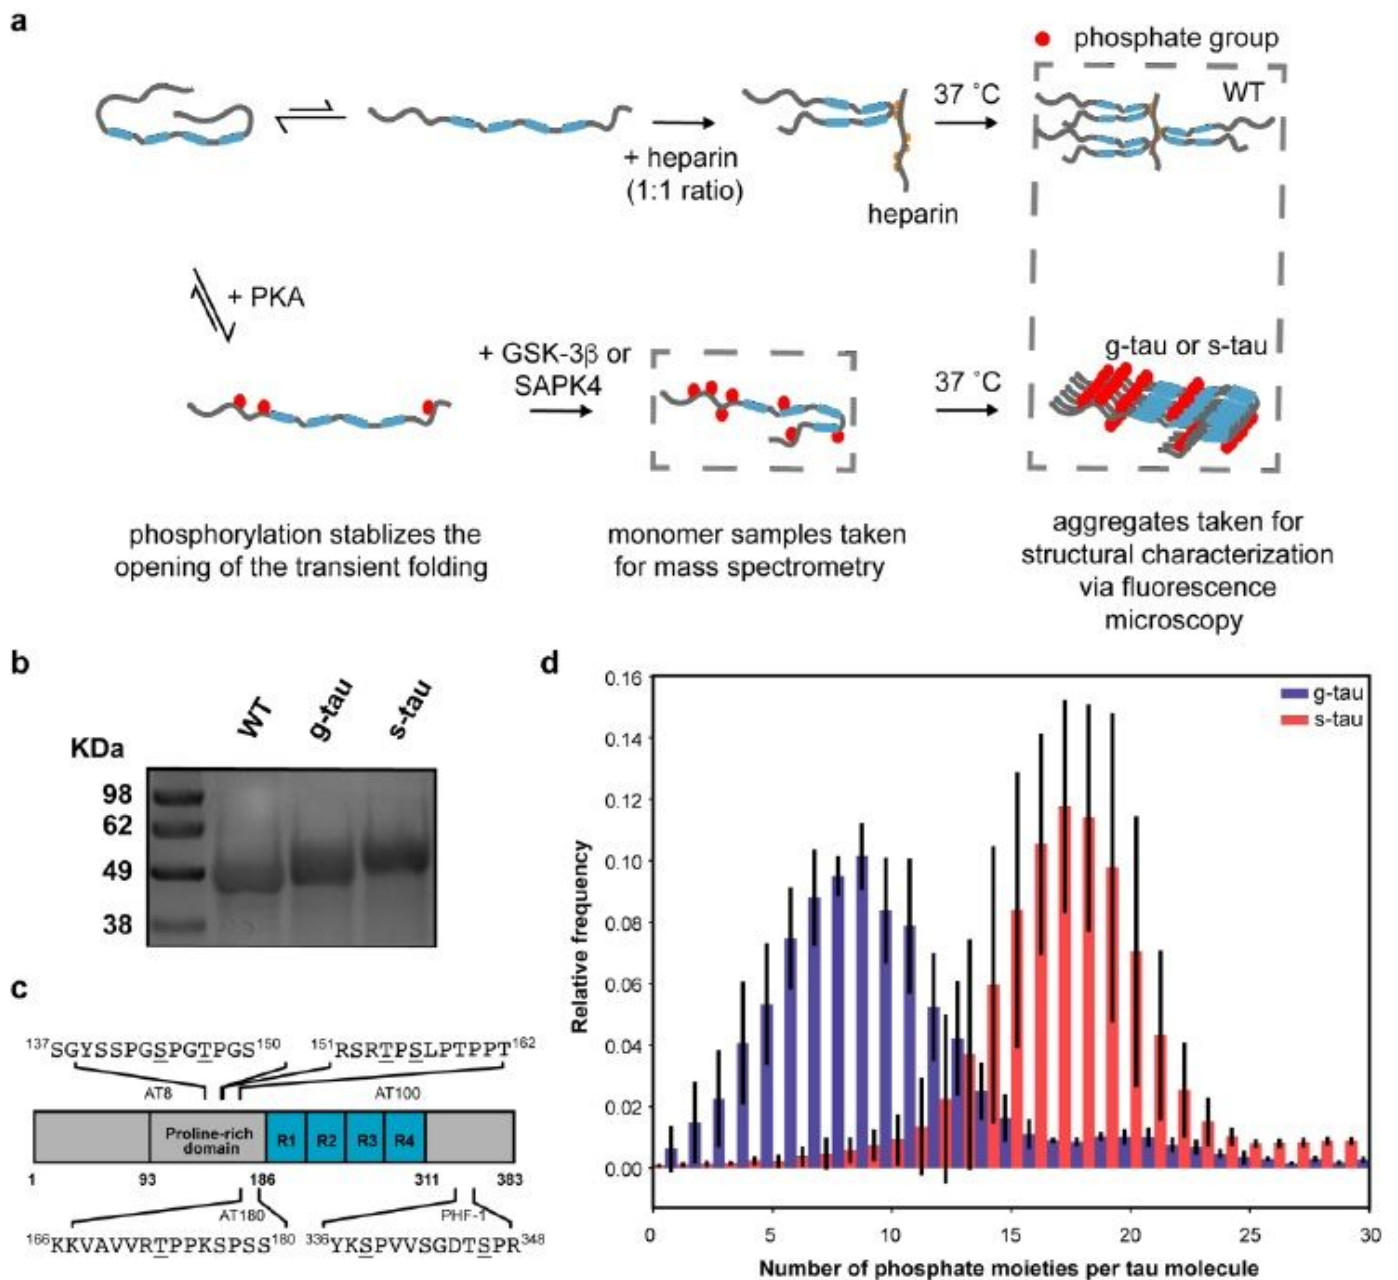 a
phosphate group
WT
37 ˚C
+ heparin
(1:1 ratio)
heparin
+ PKA
+ GSK-3β or
SAPK4
37 ˚C
g-tau or s-tau
phosphorylation stablizes the
opening of the transient folding
monomer samples taken
for mass spectrometry
aggregates taken for
structural characterization
via fluorescence
microscopy
b
WT
g-tau
s-tau
KDa
98
62
49
38
c
137SGYSSPGSPGTPGS150
151RSRTPSLPTPPT162
AT8
AT100
Proline-rich
domain
R1
R2
R3
R4
1
93
186
311
383
AT180
PHF-1
166KKVAVVRTPPKSPSS180
336YKSPVVSGDTSPR348
d
g-tau
s-tau
Relative frequency
0.16
0.14
0.12
0.10
0.08
0.06
0.04
0.02
0.00
0
5
10
15
20
25
30
Number of phosphate moieties per tau molecule